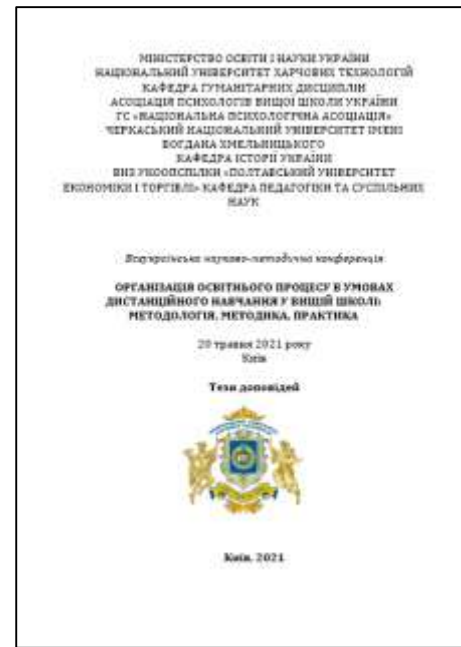 МІНІСТЕРСТВО ОСВІТИ І НАУКИ УКРАЇНИ
НАЦІОНАЛЬНИЙ УНІВЕРСИТЕТ ХАРЧОВИХ ТЕХНОЛОГІЙ
КАФЕДРА ГУМАНІТАРНИХ ДИСЦИПЛІН
АСОЦІАЦІЯ ПСИХОЛОГІВ ВИЩОЇ ШКОЛИ УКРАЇНИ
ГС «НАЦІОНАЛЬНА ПСИХОЛОГІЧНА АСОЦІАЦІЯ»
ЧЕРКАСЬКИЙ НАЦІОНАЛЬНИЙ УНІВЕРСИТЕТ ІМЕНІ
БОГДАНА ХМЕЛЬНИЦЬКОГО
КАФЕДРА ІСТОРІЇ УКРАЇНИ
ВНЗ УКООПСПІЛКИ «ПОЛТАВСЬКИЙ УНІВЕРСИТЕТ
ЕКОНОМІКИ І ТОРГІВЛІ» КАФЕДРА ПЕДАГОГІКИ ТА СУСПІЛЬНИХ
НАУК
Всеукраїнська науково-методична конференція
ОРГАНІЗАЦІЯ ОСВІТНЬОГО ПРОЦЕСУ В УМОВАХ
ДИСТАНЦІЙНОГО НАВЧАННЯ У ВИЩІЙ ШКОЛІ:
МЕТОДОЛОГІЯ, МЕТОДИКА, ПРАКТИКА
20 травня 2021 року
Київ
Тези доповідей
Київ, 2021